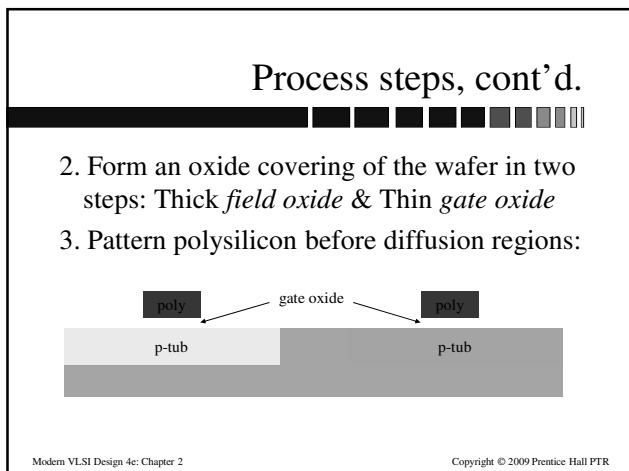 Process steps, cont’d.
2. Form an oxide covering of the wafer in two
steps: Thick field oxide & Thin gate oxide
3. Pattern polysilicon before diffusion regions:
poly gate oxide poly
p-tub p-tub
Modern VLSI Design 4e: Chapter 2 Copyright © 2009 Prentice Hall PTR